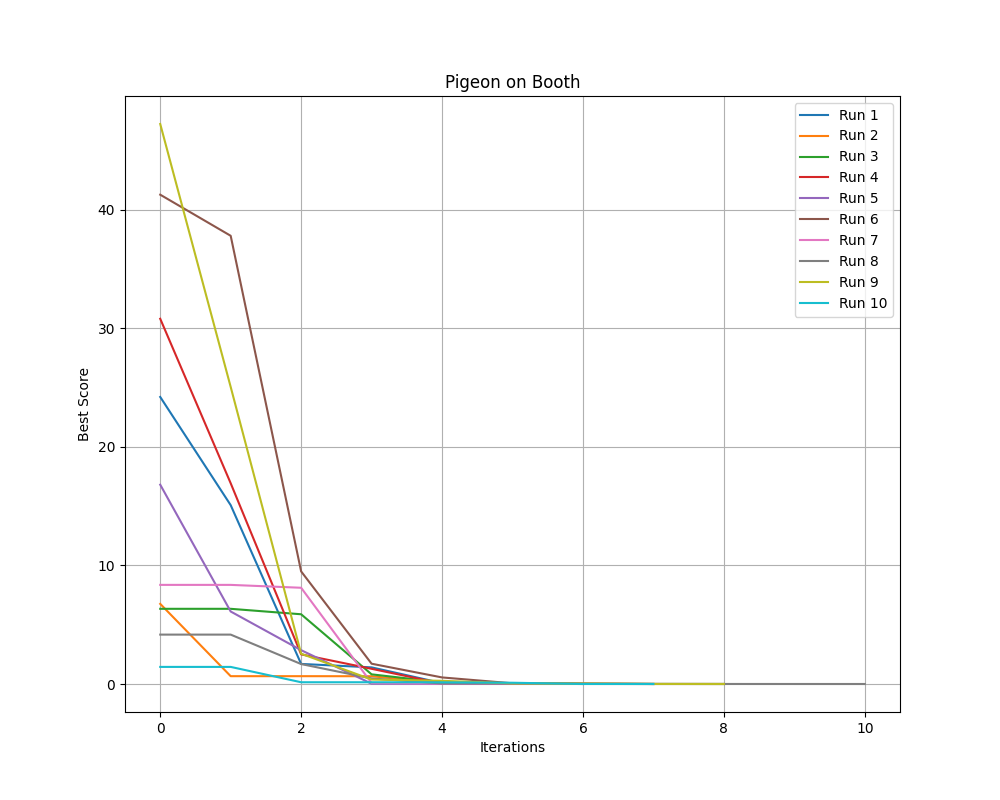 Pigeon on Booth
Run 1
Run 2
Run 3
Run 4
Run 5
Run 6
Run 7
Run 8
Run 9
Run 10
Best Score
40
30
20
10
0
0 2 4 6 8 10
Iterations